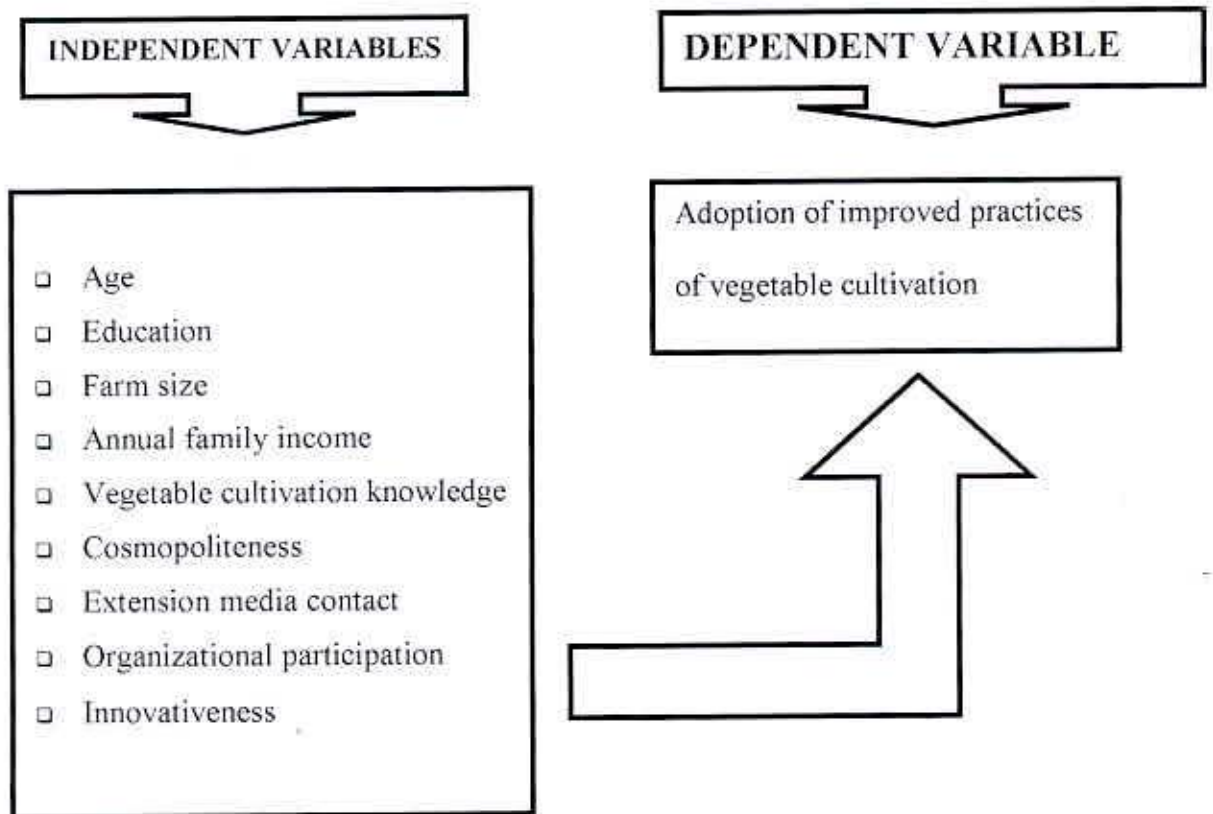 INDEPENDENT VARIABLES
DEPENDENT VARIABLE
Age
Education
Farm size
Annual family income
Vegetable cultivation knowledge
Cosmopoliteness
Extension media contact
Organizational participation
Innovativeness
Adoption of improved practices
of vegetable cultivation